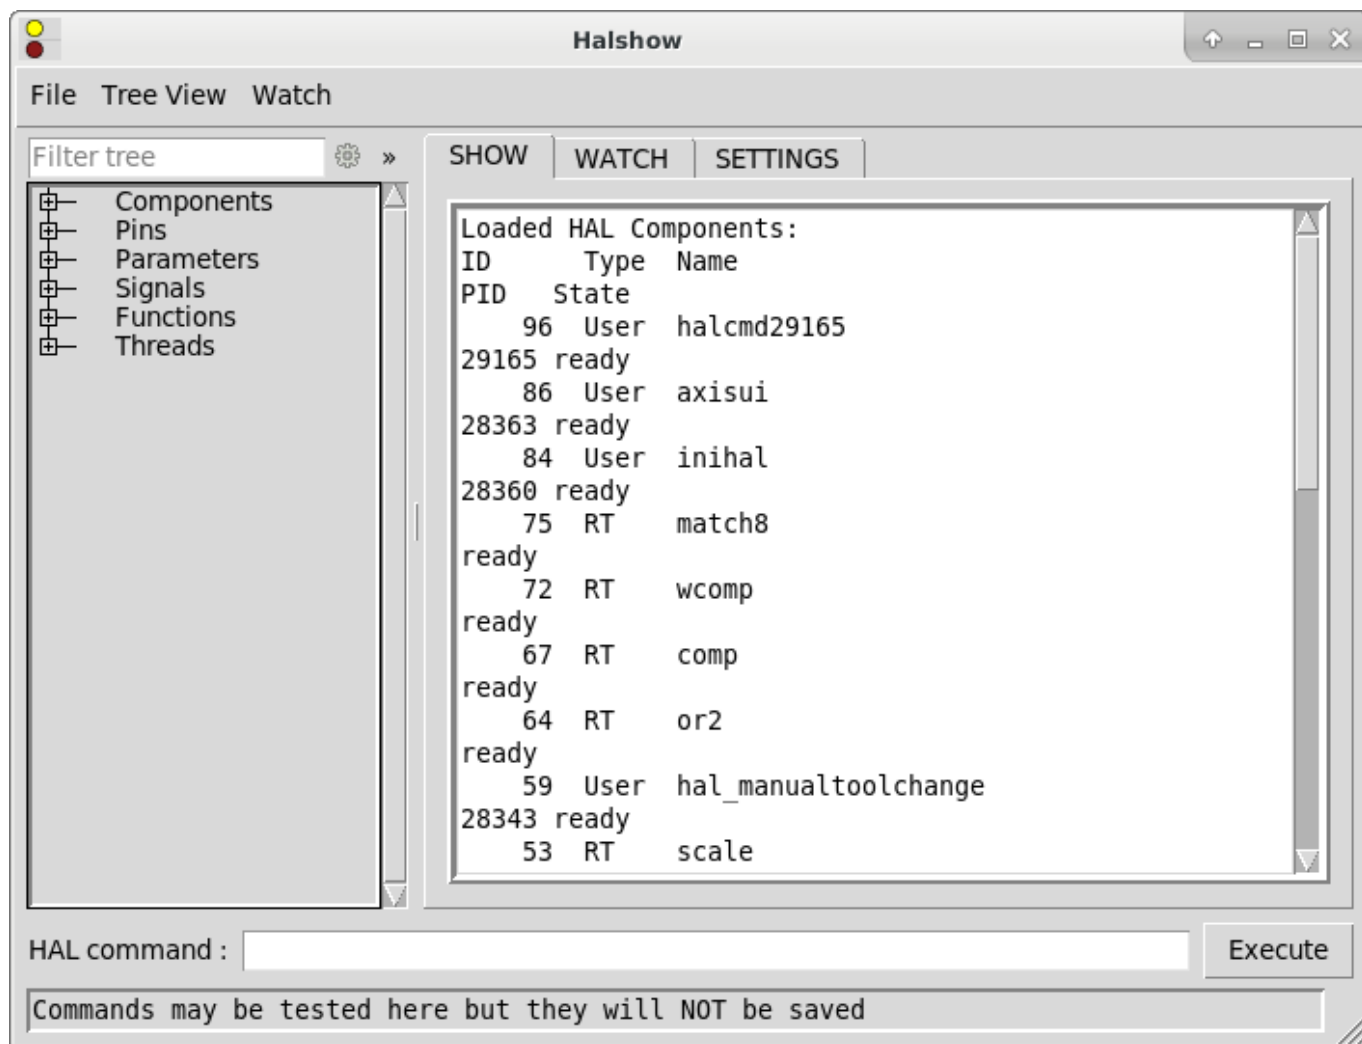 Halshow
File Tree View Watch
Filter tree »
SHOW WATCH SETTINGS
Components
Pins
Parameters
Signals
Functions
Threads
Loaded HAL Components:
ID Type Name
PID State
96 User halcmd29165
29165 ready
86 User axisui
28363 ready
84 User inihal
28360 ready
75 RT match8
ready
72 RT wcomp
ready
67 RT comp
ready
64 RT or2
ready
59 User hal_manualtoolchange
28343 ready
53 RT scale
HAL command : Execute
Commands may be tested here but they will NOT be saved